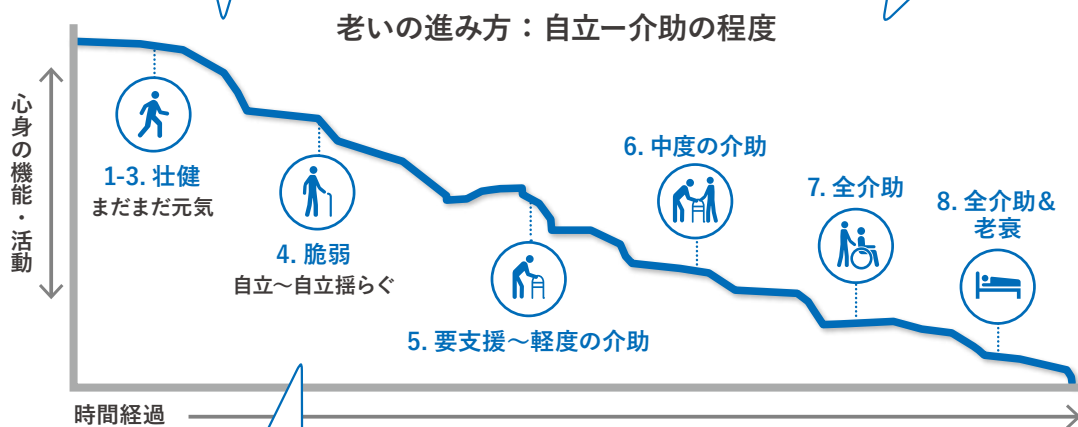 老いの進み方：自立ー介助の程度
心身の機能・活動
1-3. 壮健
まだまだ元気
4. 脆弱
自立〜自立揺らぐ
5. 要支援〜軽度の介助
6. 中度の介助
7. 全介助
8. 全介助&
老衰
時間経過